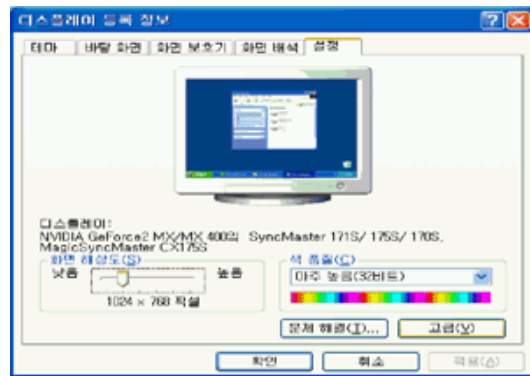 디스플레이 등록 정보
테마 바탕 화면 화면 보호기 화면 배색 설정
디스플레이:
NVIDIA GeForce2 MX/MX 400의 SyncMaster 171S/ 175S/ 170S,
MagicSyncMaster CX175S
화면 해상도(S)
낮음 높음
1024 × 768 픽셀
색 품질(C)
아주 높음(32비트)
문제 해결(T)... 고급(V)
확인 취소 적용(A)